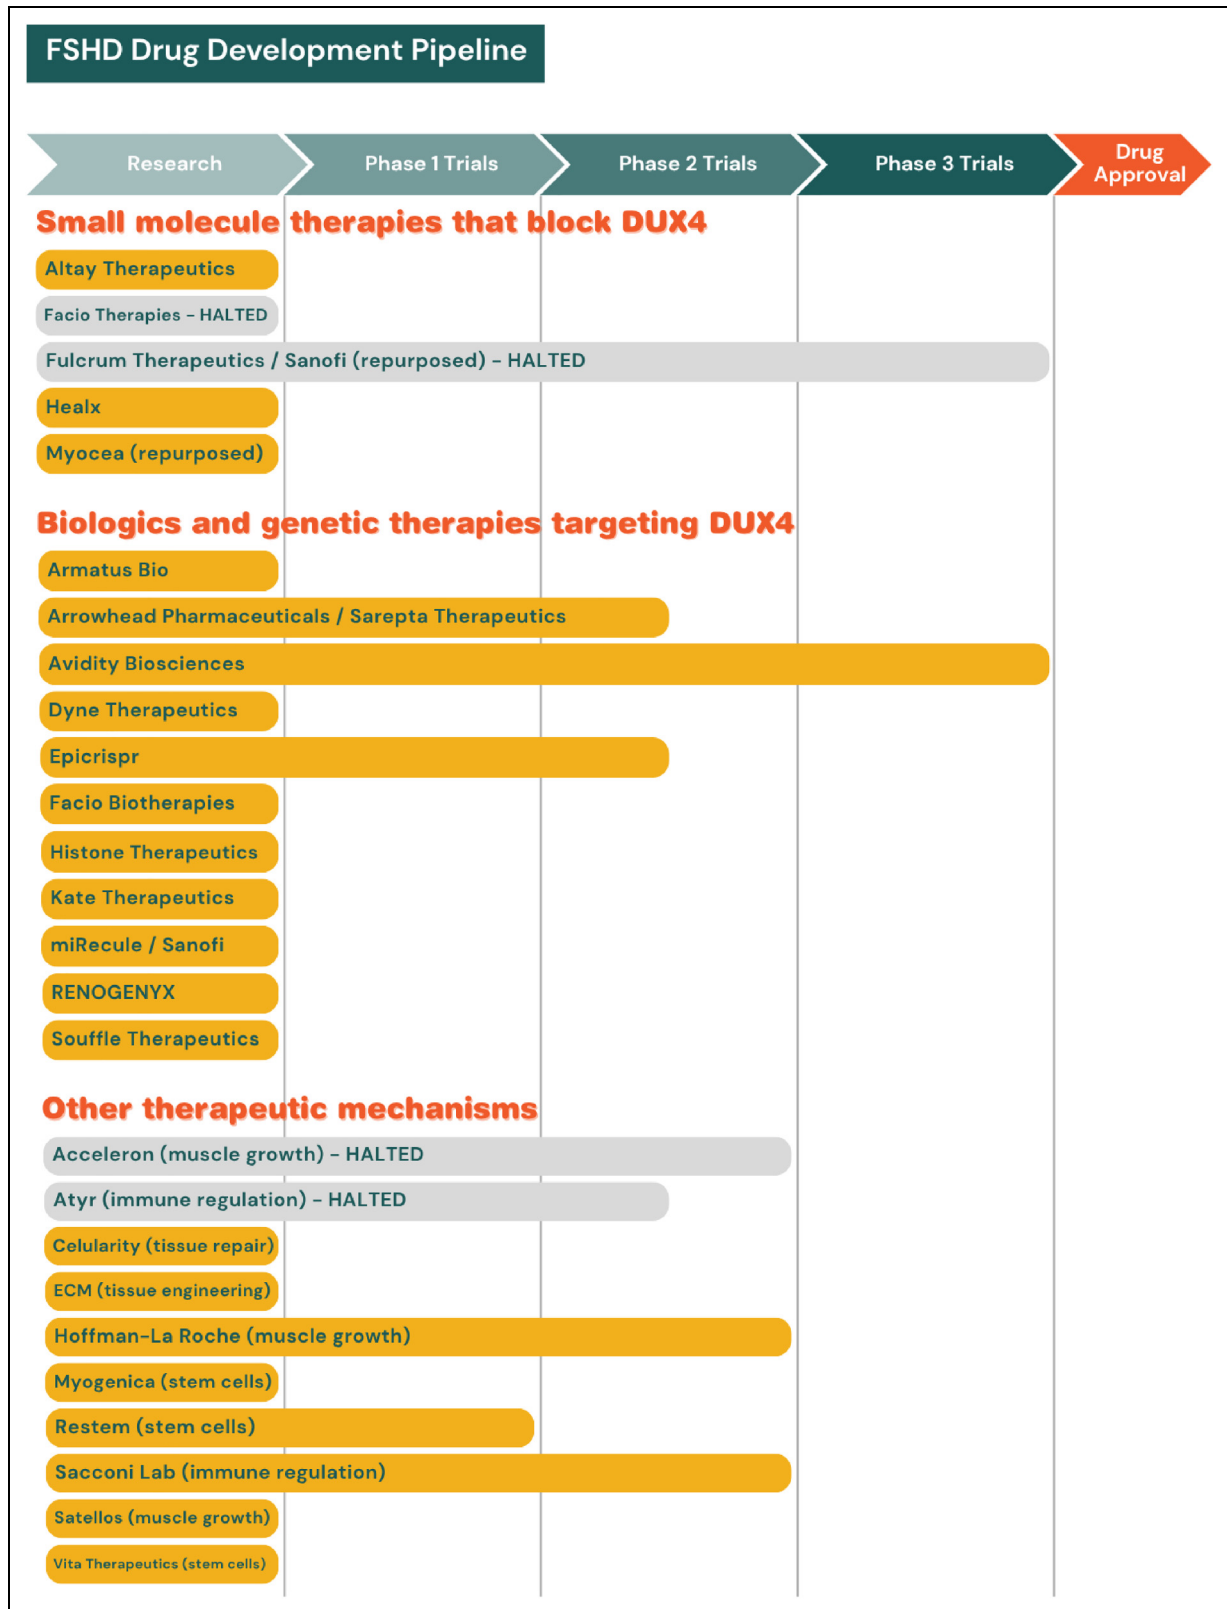 FSHD Drug Development Pipeline
Research
Phase 1 Trials
Phase 2 Trials
Phase 3 Trials
Drug
Approval
Small molecule therapies that block DUX4
Altay Therapeutics
Facio Therapies - HALTED
Fulcrum Therapeutics / Sanofi (repurposed) - HALTED
Healx
Myocea (repurposed)
Biologics and genetic therapies targeting DUX4
Armatus Bio
Arrowhead Pharmaceuticals / Sarepta Therapeutics
Avidity Biosciences
Dyne Therapeutics
Epicrispr
Facio Biotherapies
Histone Therapeutics
Kate Therapeutics
miRecule / Sanofi
RENOGENYX
Souffle Therapeutics
Other therapeutic mechanisms
Acceleron (muscle growth) - HALTED
Atyr (immune regulation) - HALTED
Celularity (tissue repair)
ECM (tissue engineering)
Hoffman-La Roche (muscle growth)
Myogenica (stem cells)
Restem (stem cells)
Sacconi Lab (immune regulation)
Satellos (muscle growth)
Vita Therapeutics (stem cells)